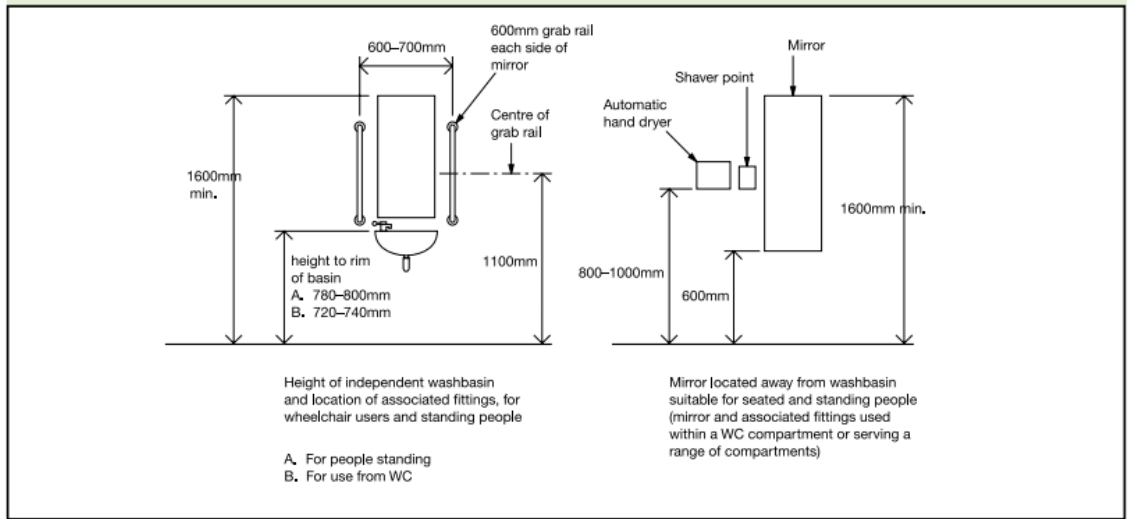 600–700mm
600mm grab rail
each side of
mirror
Centre of
grab rail
1600mm
min.
height to rim
of basin
A. 780–800mm
B. 720–740mm
1100mm
Height of independent washbasin
and location of associated fittings, for
wheelchair users and standing people
A. For people standing
B. For use from WC
Mirror
Shaver point
Automatic
hand dryer
1600mm min.
800–1000mm
600mm
Mirror located away from washbasin
suitable for seated and standing people
(mirror and associated fittings used
within a WC compartment or serving a
range of compartments)